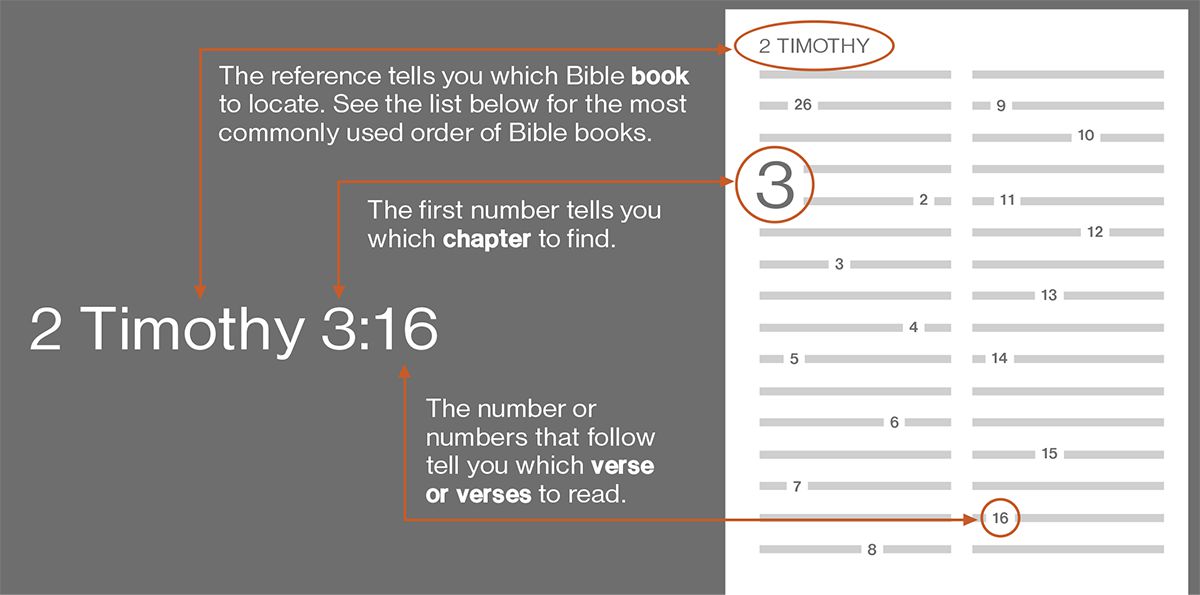 The reference tells you which Bible book
to locate. See the list below for the most
commonly used order of Bible books.
The first number tells you
which chapter to find.
2 Timothy 3:16
The number or
numbers that follow
tell you which verse
or verses to read.
2 TIMOTHY
26
3
2
3
4
5
6
7
8
9
10
11
12
13
14
15
16